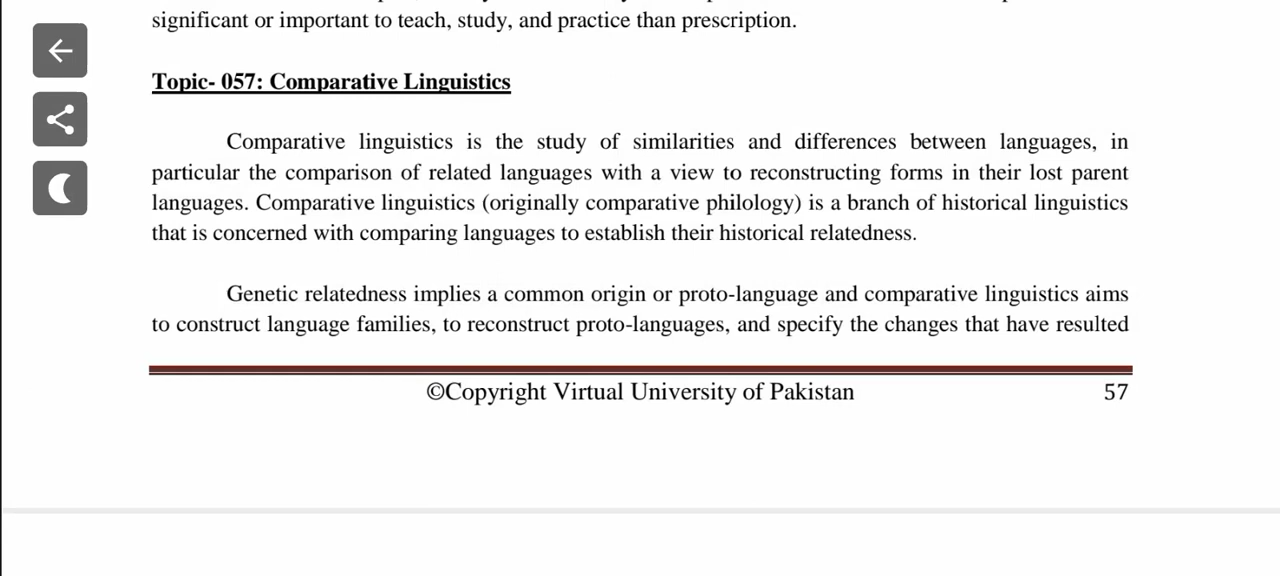 significant or important to teach, study, and practice than prescription.
Topic- 057: Comparative Linguistics
Comparative linguistics is the study of similarities and differences between languages, in
particular the comparison of related languages with a view to reconstructing forms in their lost parent
languages. Comparative linguistics (originally comparative philology) is a branch of historical linguistics
that is concerned with comparing languages to establish their historical relatedness.
Genetic relatedness implies a common origin or proto-language and comparative linguistics aims
to construct language families, to reconstruct proto-languages, and specify the changes that have resulted
©Copyright Virtual University of Pakistan 57